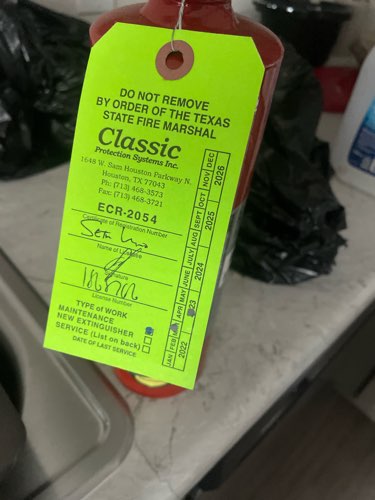 DO NOT REMOVE
BY ORDER OF THE TEXAS
STATE FIRE MARSHAL
Classic
Protection Systems Inc.
1648 W. Sam Houston Parkway N.
Houston, TX 77043
Ph: (713) 468-3573
Fax: (713) 468-3721
ECR-2054
Certificate of Registration Number
Name of Licensee
Signature
License Number
TYPE of WORK
MAINTENANCE
NEW EXTINGUISHER
SERVICE (List on back)
DATE OF LAST SERVICE
JAN FEB MAR APR MAY JUNE JULY AUG SEPT OCT NOV DEC
2022 23 2024 2025 2026